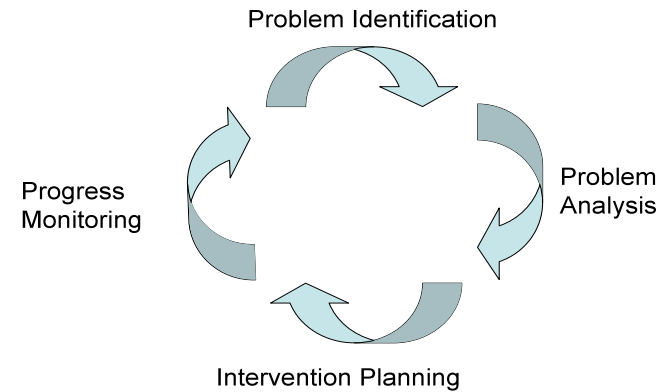 Problem Identification
Problem
Analysis
Intervention Planning
Progress
Monitoring